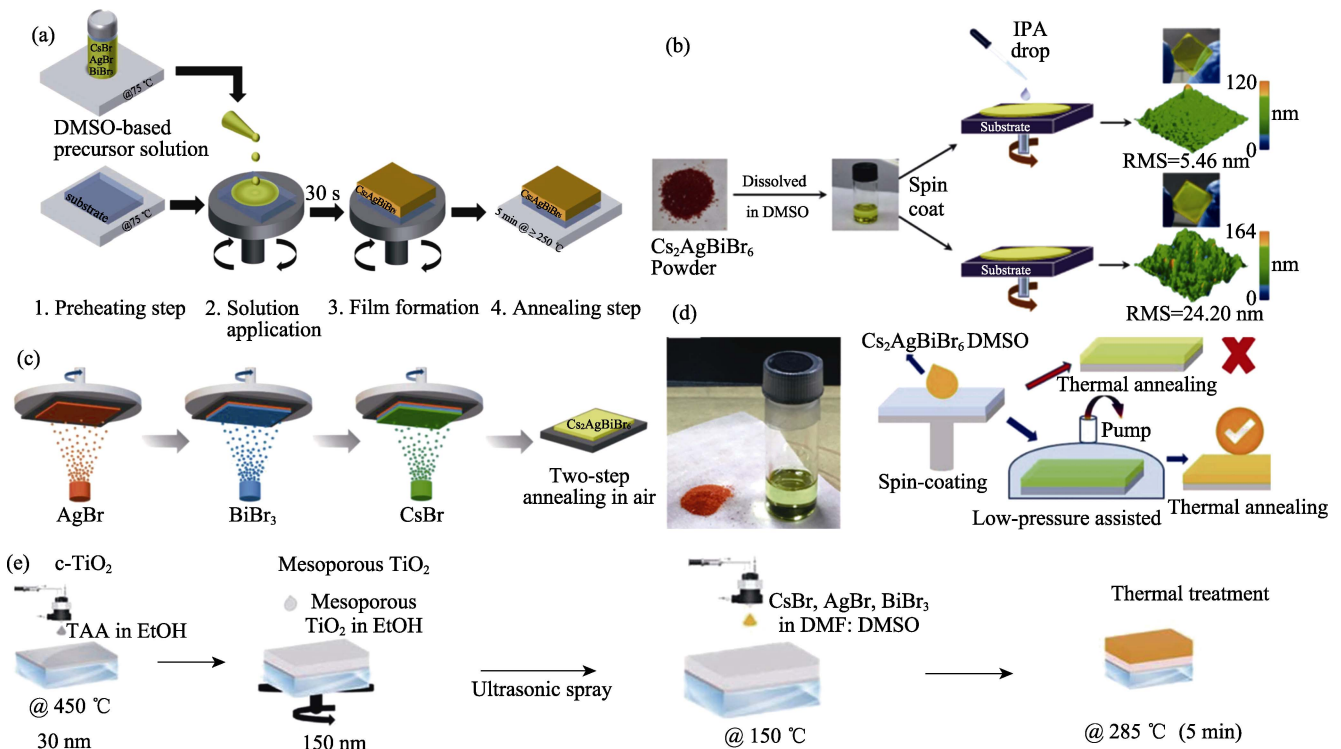 (a)
CsBr
AgBr
BiBr₃
@75 ℃
DMSO-based
precursor solution
substrate
@75 ℃
30 s
Cs₂AgBiBr₆
Cs₂AgBiBr₆
5 min @ ≥ 250 ℃
1. Preheating step
2. Solution
application
3. Film formation
4. Annealing step
(b)
IPA
drop
Substrate
120
nm
0
RMS=5.46 nm
Dissolved
in DMSO
Spin
coat
Cs₂AgBiBr₆
Powder
Substrate
164
nm
0
RMS=24.20 nm
(c)
AgBr
BiBr₃
CsBr
Cs₂AgBiBr₆
Two-step
annealing in air
(d)
Cs₂AgBiBr₆ DMSO
Spin-coating
Thermal annealing
Pump
Low-pressure assisted
Thermal annealing
(e)
c-TiO₂
TAA in EtOH
@ 450 ℃
30 nm
Mesoporous TiO₂
Mesoporous
TiO₂ in EtOH
150 nm
Ultrasonic spray
CsBr, AgBr, BiBr₃
in DMF: DMSO
@ 150 ℃
Thermal treatment
@ 285 ℃ (5 min)